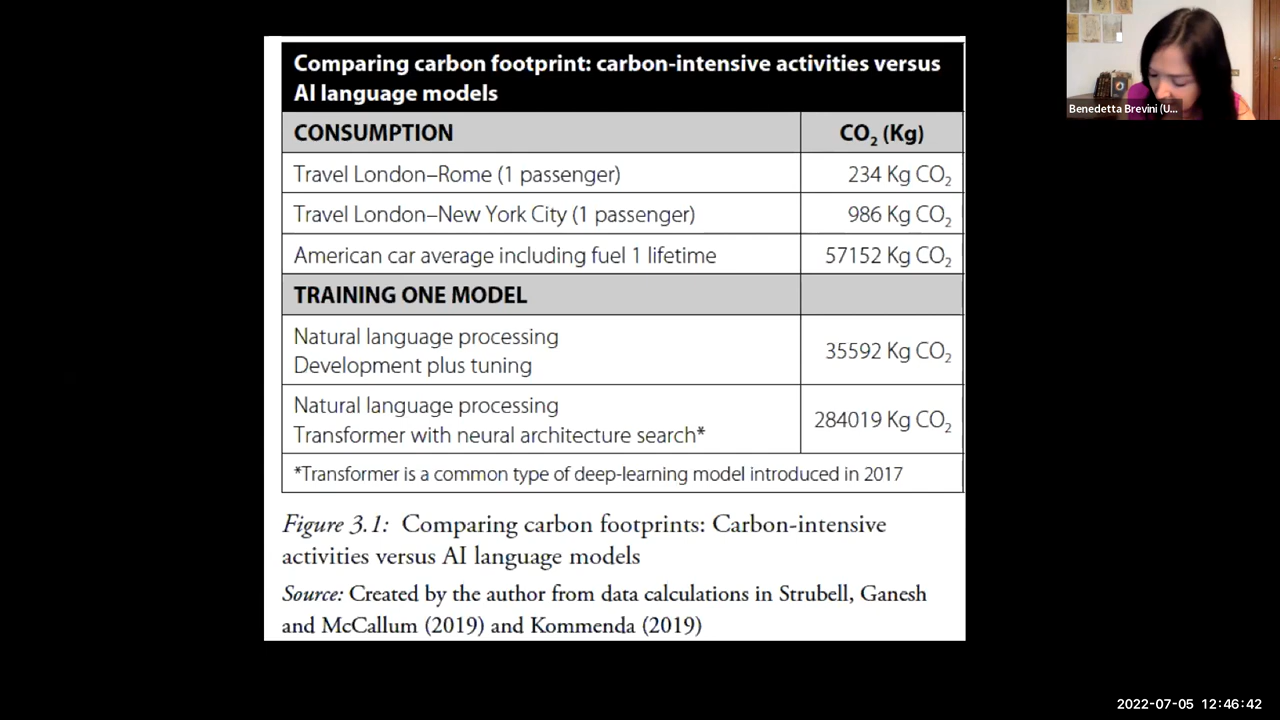 Comparing carbon footprint: carbon-intensive activities versus
AI language models
CONSUMPTION CO₂ (Kg)
Travel London–Rome (1 passenger) 234 Kg CO₂
Travel London–New York City (1 passenger) 986 Kg CO₂
American car average including fuel 1 lifetime 57152 Kg CO₂
TRAINING ONE MODEL
Natural language processing
Development plus tuning
35592 Kg CO₂
Natural language processing
Transformer with neural architecture search*
284019 Kg CO₂
*Transformer is a common type of deep-learning model introduced in 2017
Figure 3.1: Comparing carbon footprints: Carbon-intensive
activities versus AI language models
Source: Created by the author from data calculations in Strubell, Ganesh
and McCallum (2019) and Kommenda (2019)
Benedetta Brevini (U...
2022-07-05 12:46:42